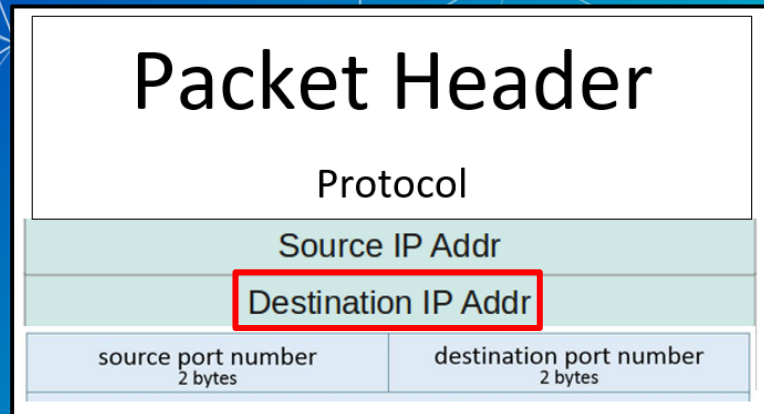 Packet Header
Protocol
Source IP Addr
Destination IP Addr
source port number
2 bytes
destination port number
2 bytes